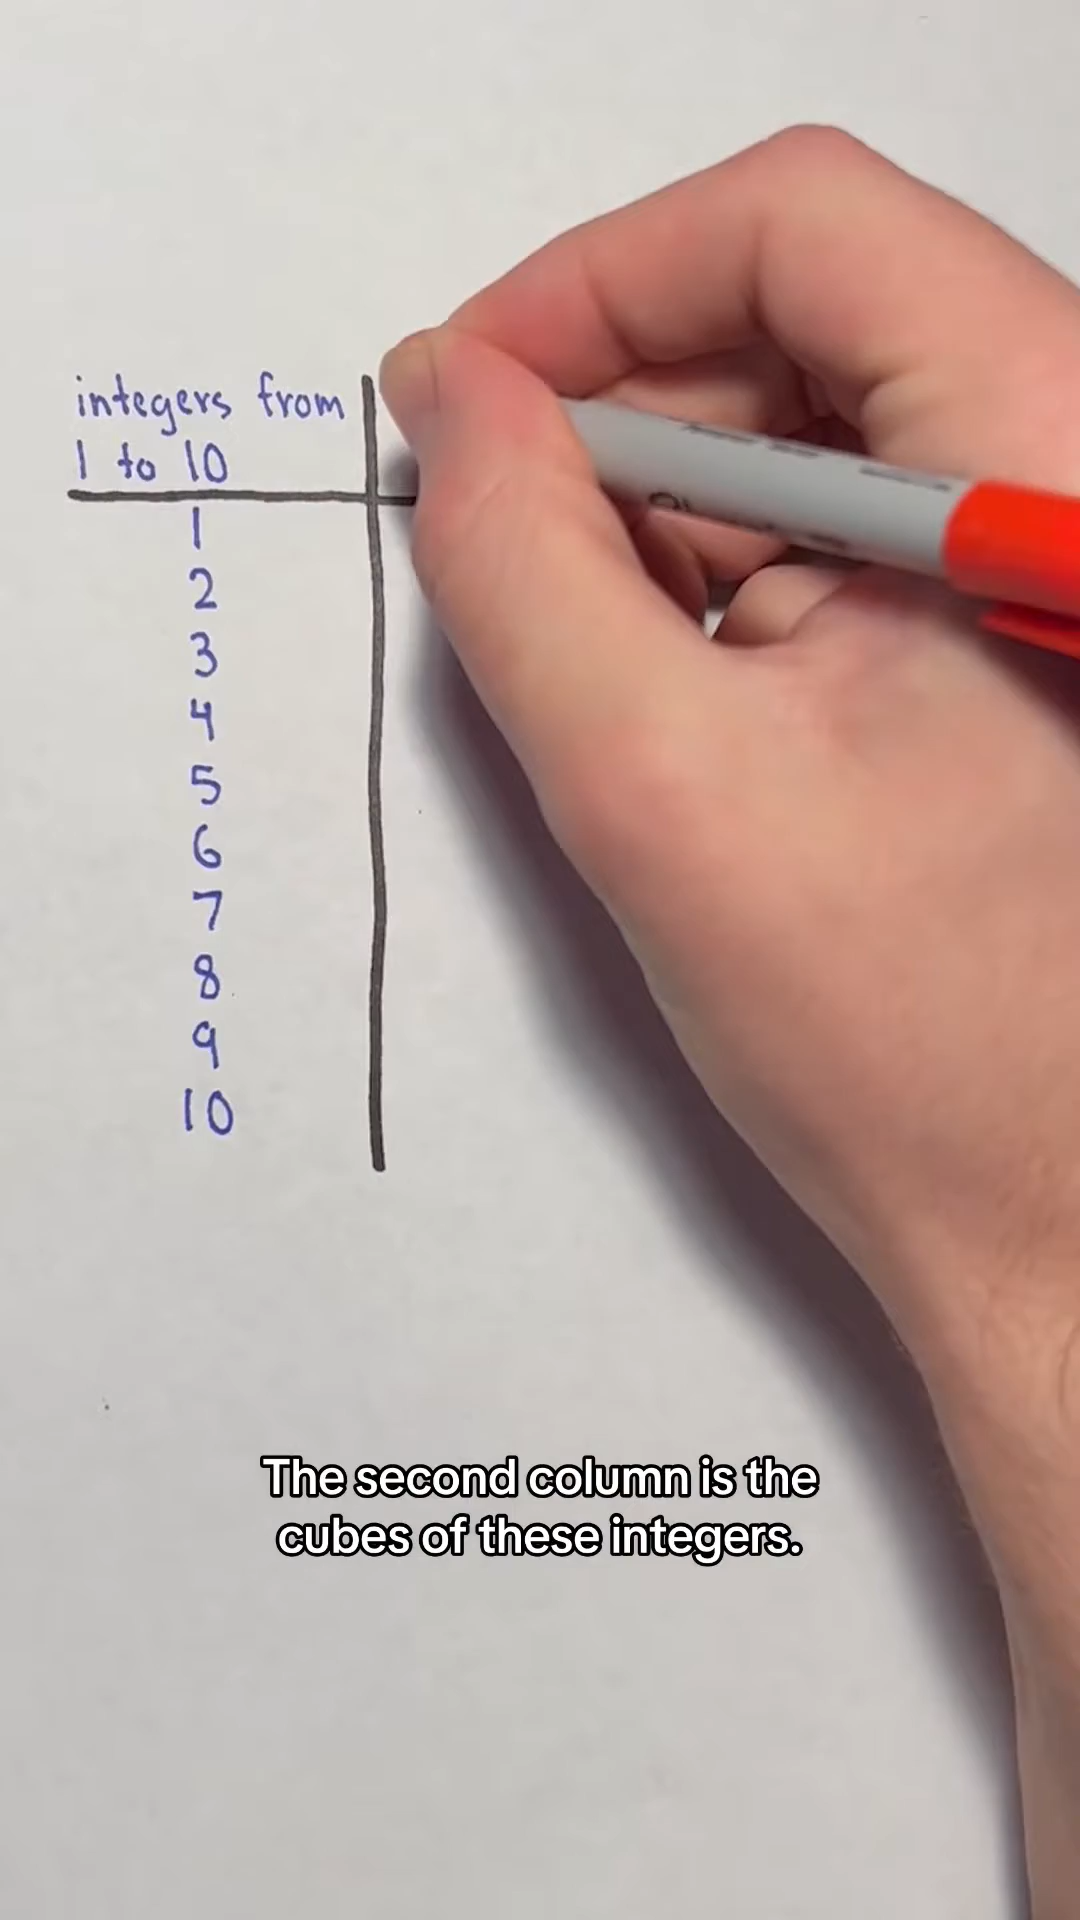 integers from
1 to 10
1
2
3
4
5
6
7
8
9
10
The second column is the
cubes of these integers.